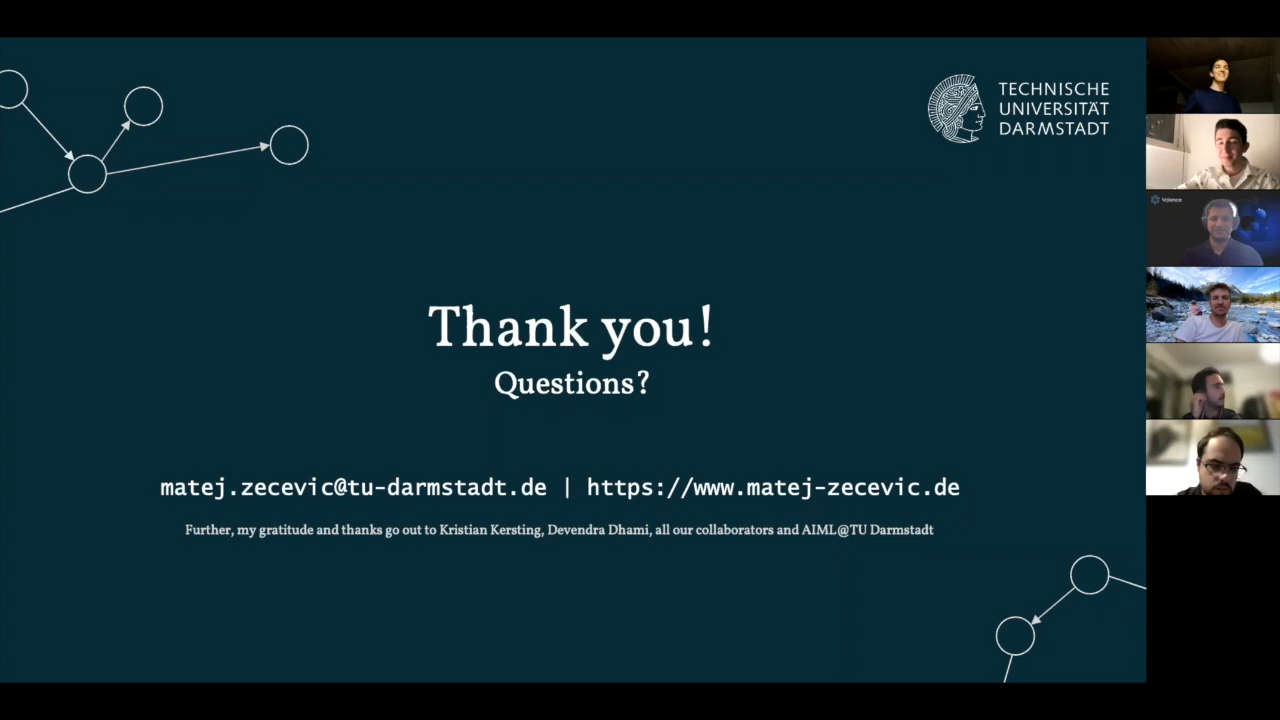 TECHNISCHE
UNIVERSITÄT
DARMSTADT
Valence
Thank you!
Questions?
matej.zecevic@tu-darmstadt.de | https://www.matej-zecevic.de
Further, my gratitude and thanks go out to Kristian Kersting, Devendra Dhami, all our collaborators and AIML@TU Darmstadt